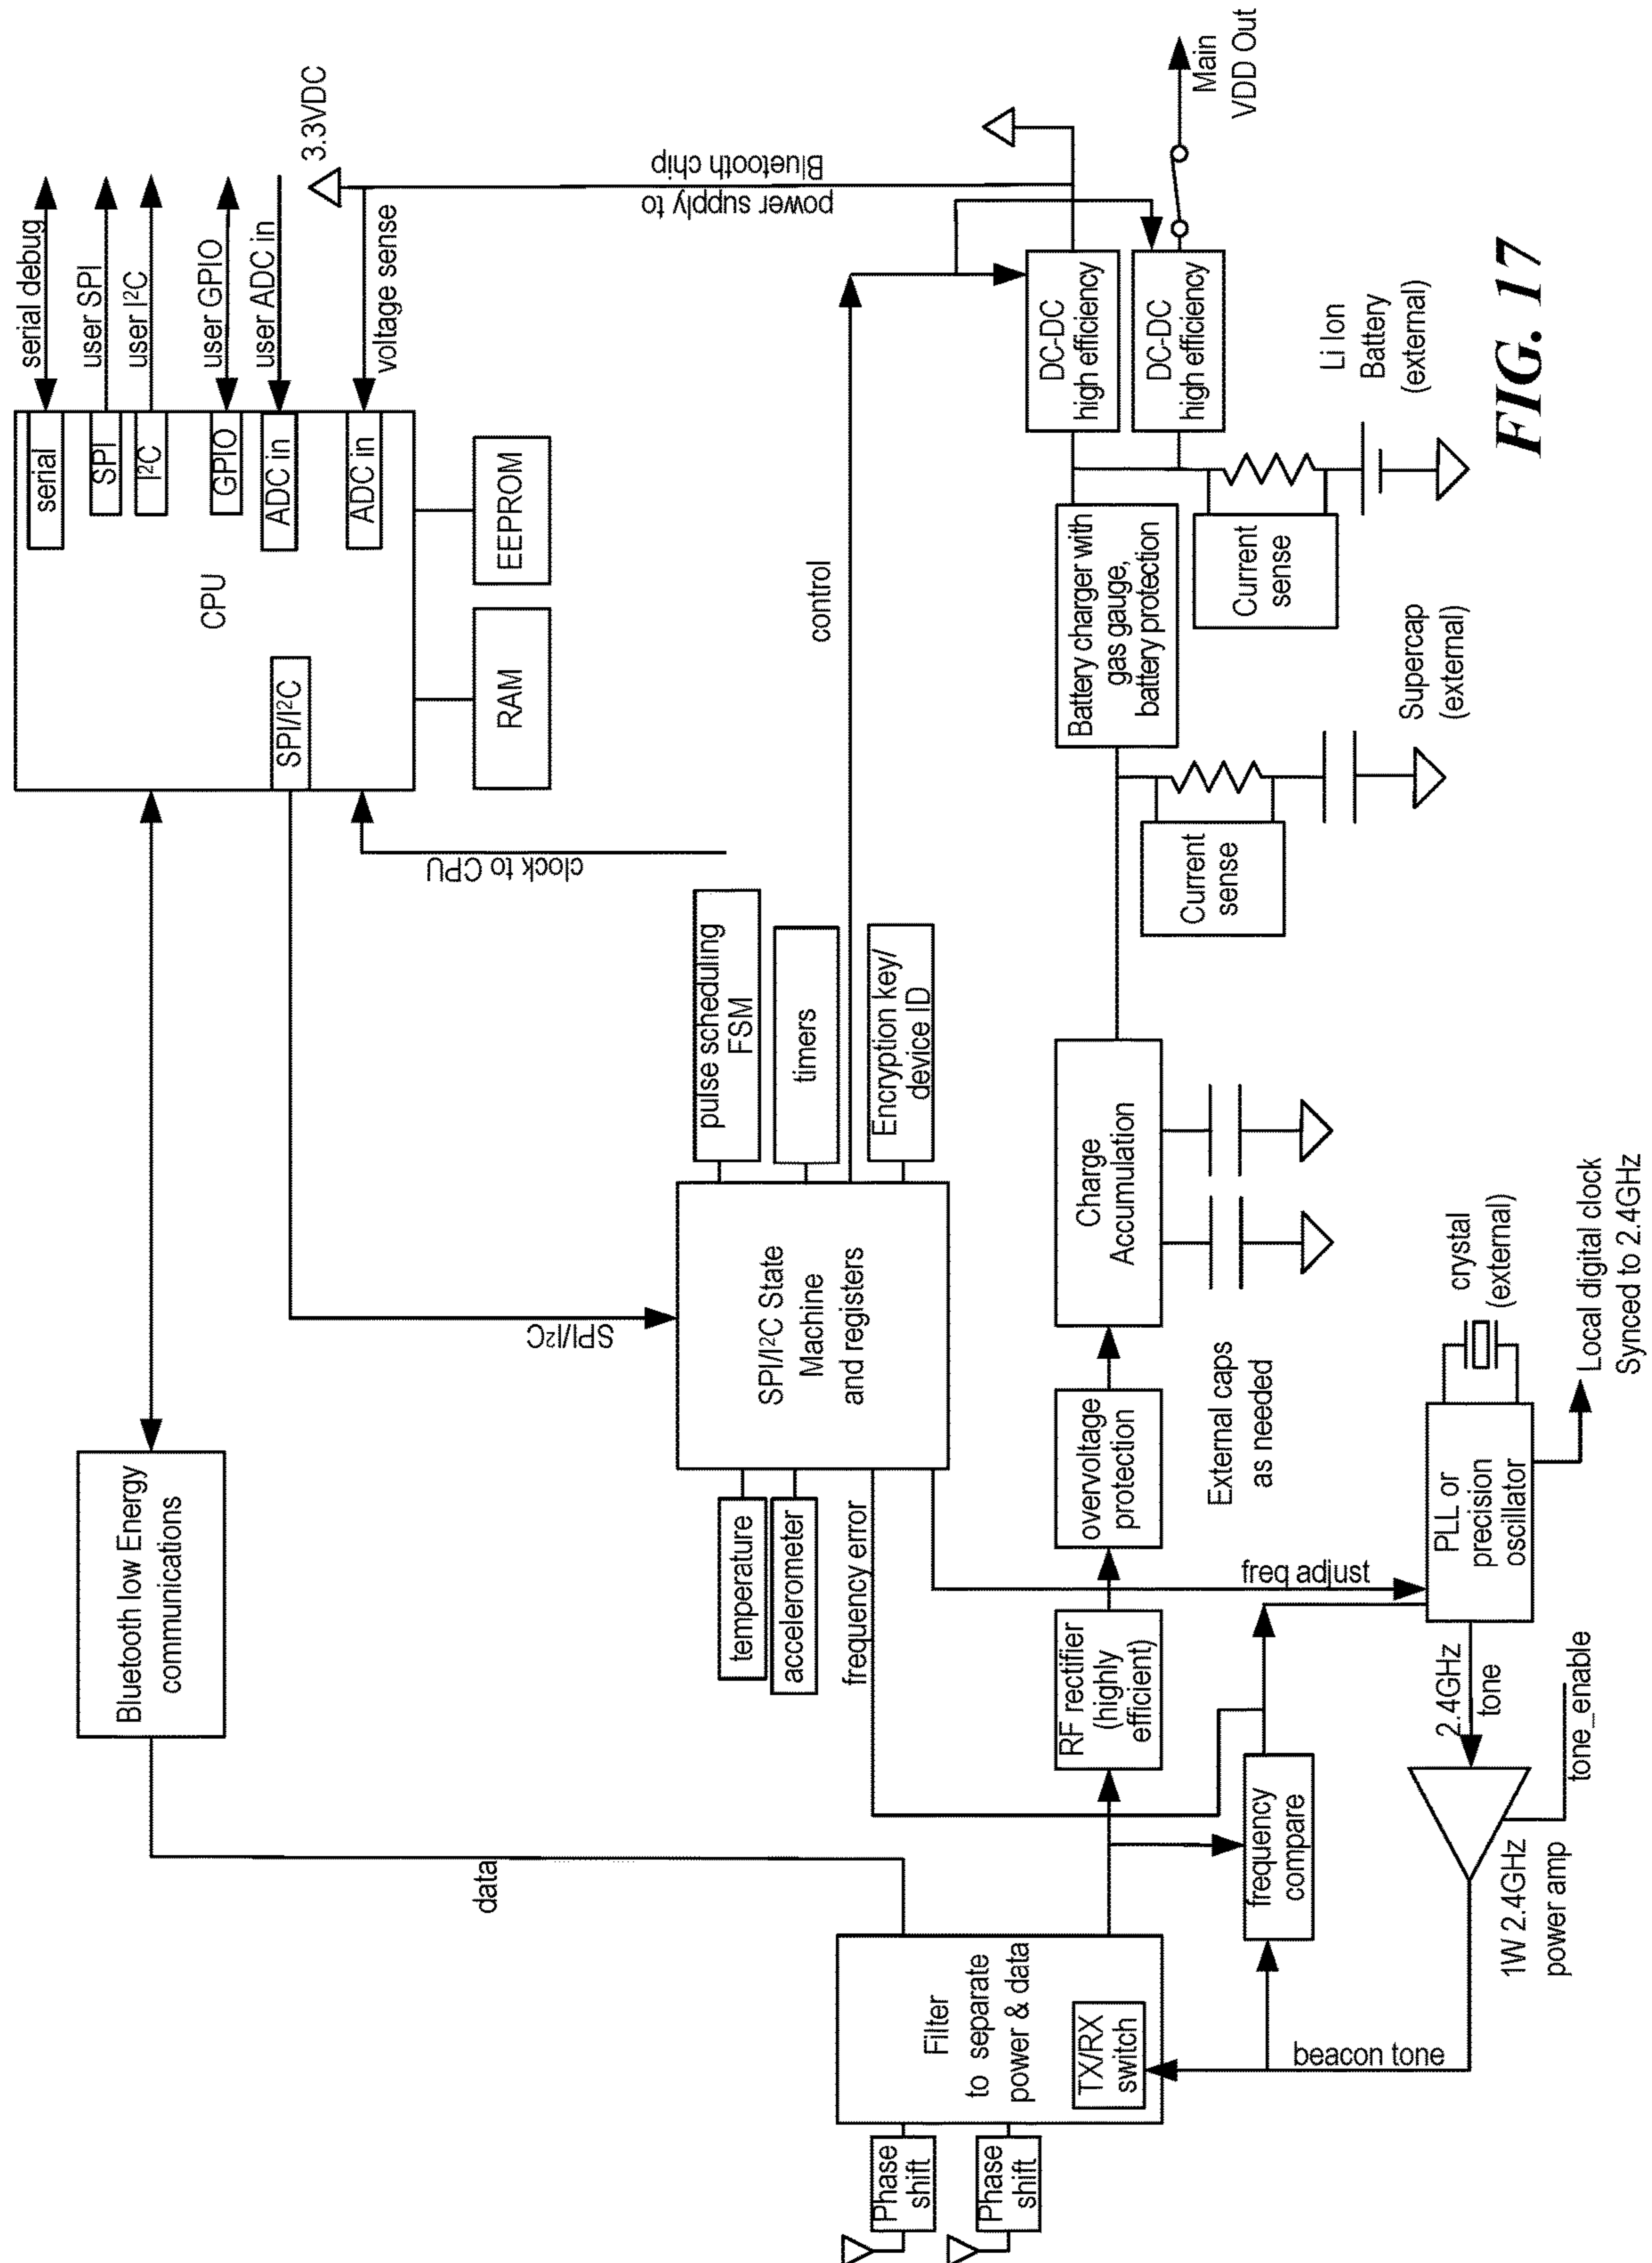 serial debug
user SPI
user I²C
user GPIO
user ADC in
voltage sense
3.3VDC
serial
SPI
I²C
GPIO
ADC in
ADC in
CPU
SPI/I²C
RAM
EEPROM
clock to CPU
power supply to
Bluetooth chip
Bluetooth low Energy
communications
data
SPI/I²C
pulse scheduling
FSM
timers
Encryption key/
device ID
SPI/I²C State
Machine
and registers
temperature
accelerometer
frequency error
control
freq adjust
Phase
shift
Phase
shift
Filter
to separate
power & data
TX/RX
switch
RF rectifier
(highly
efficient)
overvoltage
protection
Charge
Accumulation
External caps
as needed
Battery charger with
gas gauge,
battery protection
Current
sense
Supercap
(external)
Current
sense
Li Ion
Battery
(external)
DC-DC
high efficiency
DC-DC
high efficiency
Main
VDD Out
frequency
compare
beacon tone
1W 2.4GHz
power amp
tone_enable
2.4GHz
tone
PLL or
precision
oscillator
crystal
(external)
Local digital clock
Synced to 2.4GHz
FIG. 17